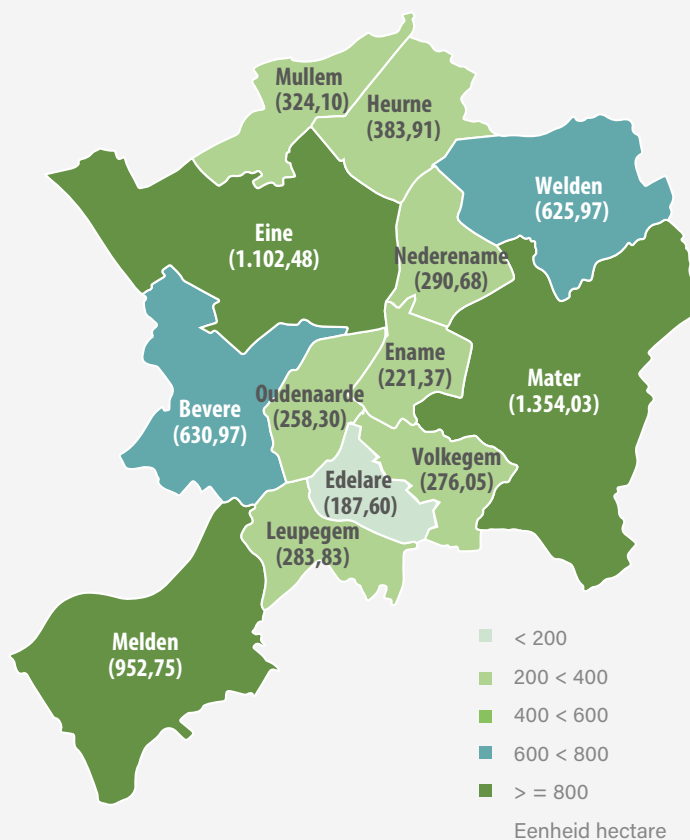 Mullem
(324,10)
Heurne
(383,91)
Welden
(625,97)
Eine
(1.102,48)
Nederename
(290,68)
Ename
(221,37)
Mater
(1.354,03)
Oudenaarde
(258,30)
Bevere
(630,97)
Volkegem
(276,05)
Edelare
(187,60)
Leupegem
(283,83)
Melden
(952,75)
< 200
200 < 400
400 < 600
600 < 800
> = 800
Eenheid hectare